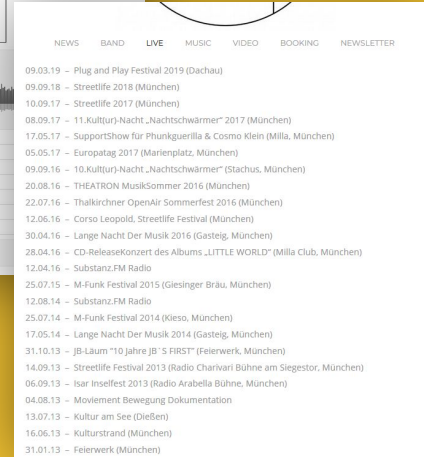 NEWS BAND LIVE MUSIC VIDEO BOOKING NEWSLETTER
09.03.19 – Plug and Play Festival 2019 (Dachau)
09.09.18 – Streetlife 2018 (München)
10.09.17 – Streetlife 2017 (München)
08.09.17 – 11.Kult(ur)-Nacht „Nachtschwärmer“ 2017 (München)
17.05.17 – SupportShow für Phunkguerilla & Cosmo Klein (Milla, München)
05.05.17 – Europatag 2017 (Marienplatz, München)
09.09.16 – 10.Kult(ur)-Nacht „Nachtschwärmer“ (Stachus, München)
20.08.16 – THEATRON MusikSommer 2016 (München)
22.07.16 – Thalkirchner OpenAir Sommerfest 2016 (München)
12.06.16 – Corso Leopold, Streetlife Festival (München)
30.04.16 – Lange Nacht Der Musik 2016 (Gasteig, München)
28.04.16 – CD-ReleaseKonzert des Albums „LITTLE WORLD“ (Milla Club, München)
12.04.16 – Substanz.FM Radio
25.07.15 – M-Funk Festival 2015 (Giesinger Bräu, München)
12.08.14 – Substanz.FM Radio
25.07.14 – M-Funk Festival 2014 (Kieso, München)
17.05.14 – Lange Nacht Der Musik 2014 (Gasteig, München)
31.10.13 – JB-Läum “10 Jahre JB`S FIRST” (Feierwerk, München)
14.09.13 – Streetlife Festival 2013 (Radio Charivari Bühne am Siegestor, München)
06.09.13 – Isar Inselfest 2013 (Radio Arabella Bühne, München)
04.08.13 – Moviement Bewegung Dokumentation
13.07.13 – Kultur am See (Dießen)
16.06.13 – Kulturstrand (München)
31.01.13 – Feierwerk (München)